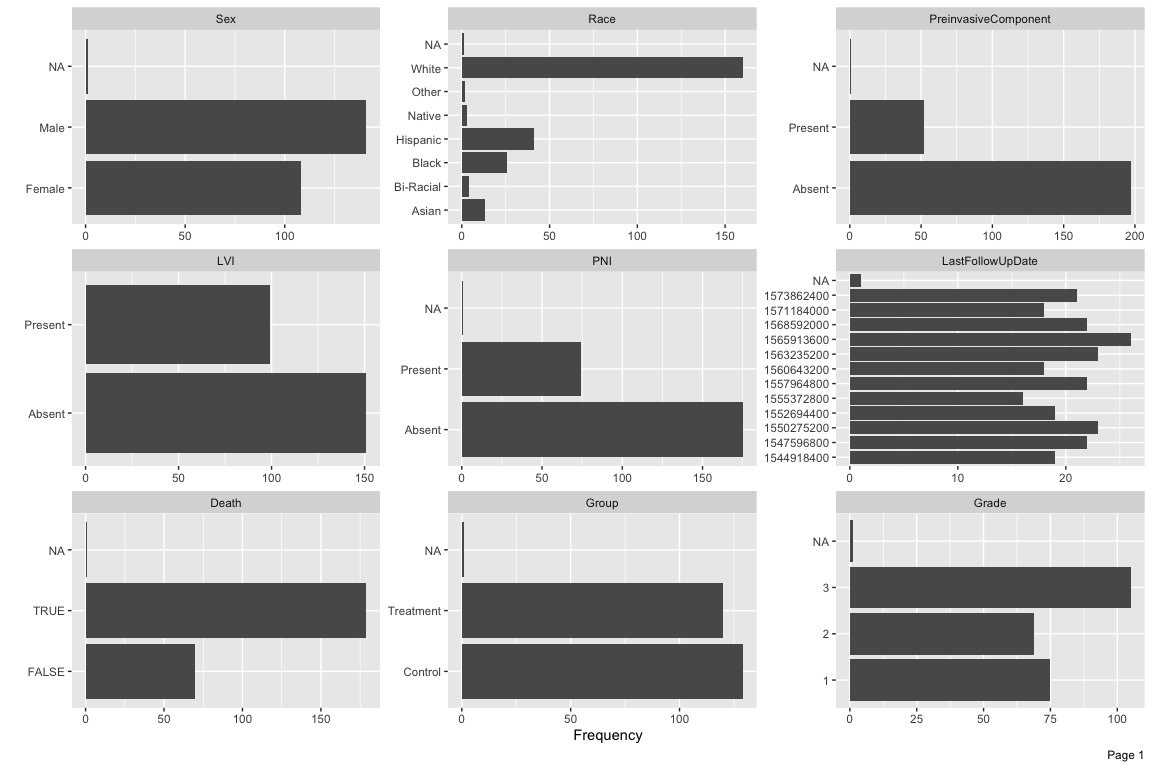 Sex
NA
Male
Female
0 50 100
Race
NA
White
Other
Native
Hispanic
Black
Bi-Racial
Asian
0 50 100 150
PreinvasiveComponent
NA
Present
Absent
0 50 100 150 200
LVI
Present
Absent
0 50 100 150
PNI
NA
Present
Absent
0 50 100 150
LastFollowUpDate
NA
1573862400
1571184000
1568592000
1565913600
1563235200
1560643200
1557964800
1555372800
1552694400
1550275200
1547596800
1544918400
0 10 20
Death
NA
TRUE
FALSE
0 50 100 150
Group
NA
Treatment
Control
0 50 100
Grade
NA
3
2
1
0 25 50 75 100
Frequency
Page 1